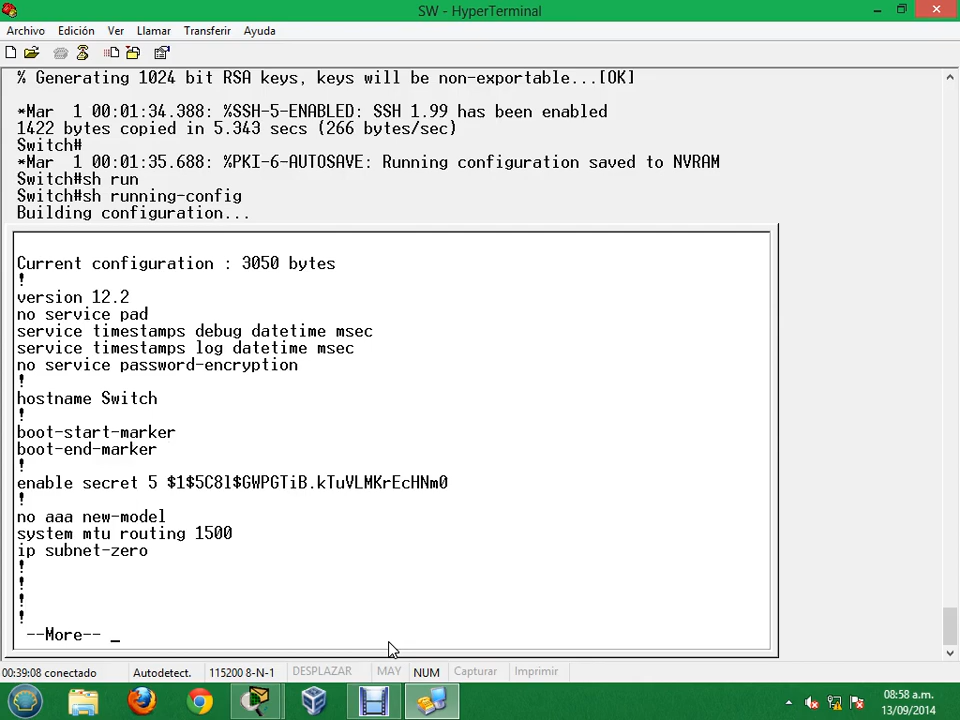 SW - HyperTerminal
Archivo Edición Ver Llamar Transferir Ayuda
% Generating 1024 bit RSA keys, keys will be non-exportable...[OK]
*Mar  1 00:01:34.388: %SSH-5-ENABLED: SSH 1.99 has been enabled
1422 bytes copied in 5.343 secs (266 bytes/sec)
Switch#
*Mar  1 00:01:35.688: %PKI-6-AUTOSAVE: Running configuration saved to NVRAM
Switch#sh run
Switch#sh running-config
Building configuration...
Current configuration : 3050 bytes
!
version 12.2
no service pad
service timestamps debug datetime msec
service timestamps log datetime msec
no service password-encryption
!
hostname Switch
!
boot-start-marker
boot-end-marker
!
enable secret 5 $1$5C8l$GWPGTiB.kTuVLMKrEcHNm0
!
no aaa new-model
system mtu routing 1500
ip subnet-zero
!
!
!
!
--More-- _
00:39:08 conectado Autodetect. 115200 8-N-1 DESPLAZAR MAY NUM Capturar Imprimir
08:58 a.m.
13/09/2014